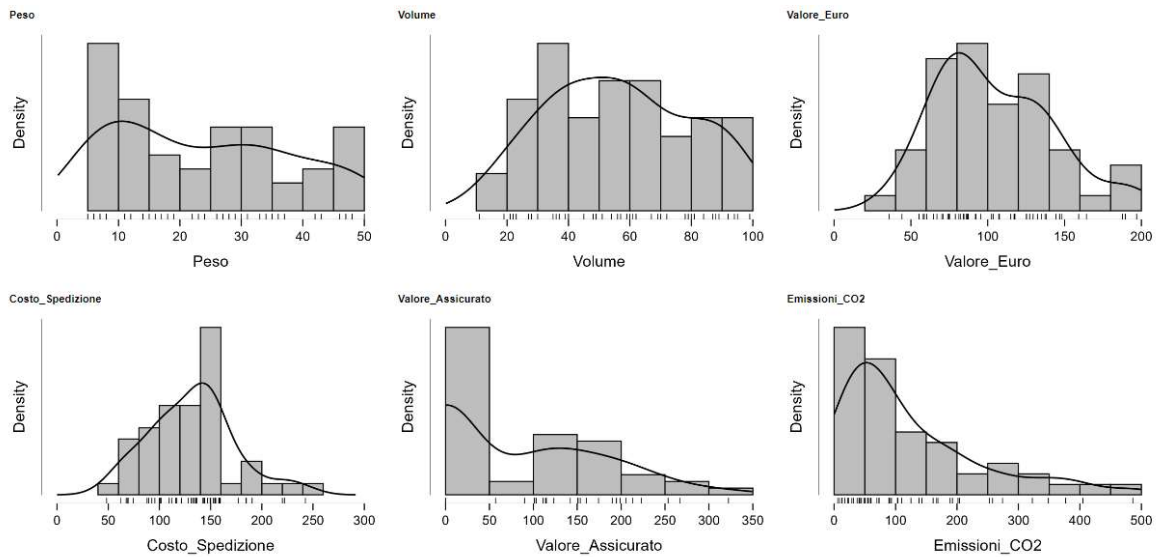 Peso
Volume
Valore_Euro
Density
Density
Density
0 10 20 30 40 50
0 20 40 60 80 100
0 50 100 150 200
Peso
Volume
Valore_Euro
Costo_Spedizione
Valore_Assicurato
Emissioni_CO2
Density
Density
Density
0 50 100 150 200 250 300
0 50 100 150 200 250 300 350
0 100 200 300 400 500
Costo_Spedizione
Valore_Assicurato
Emissioni_CO2